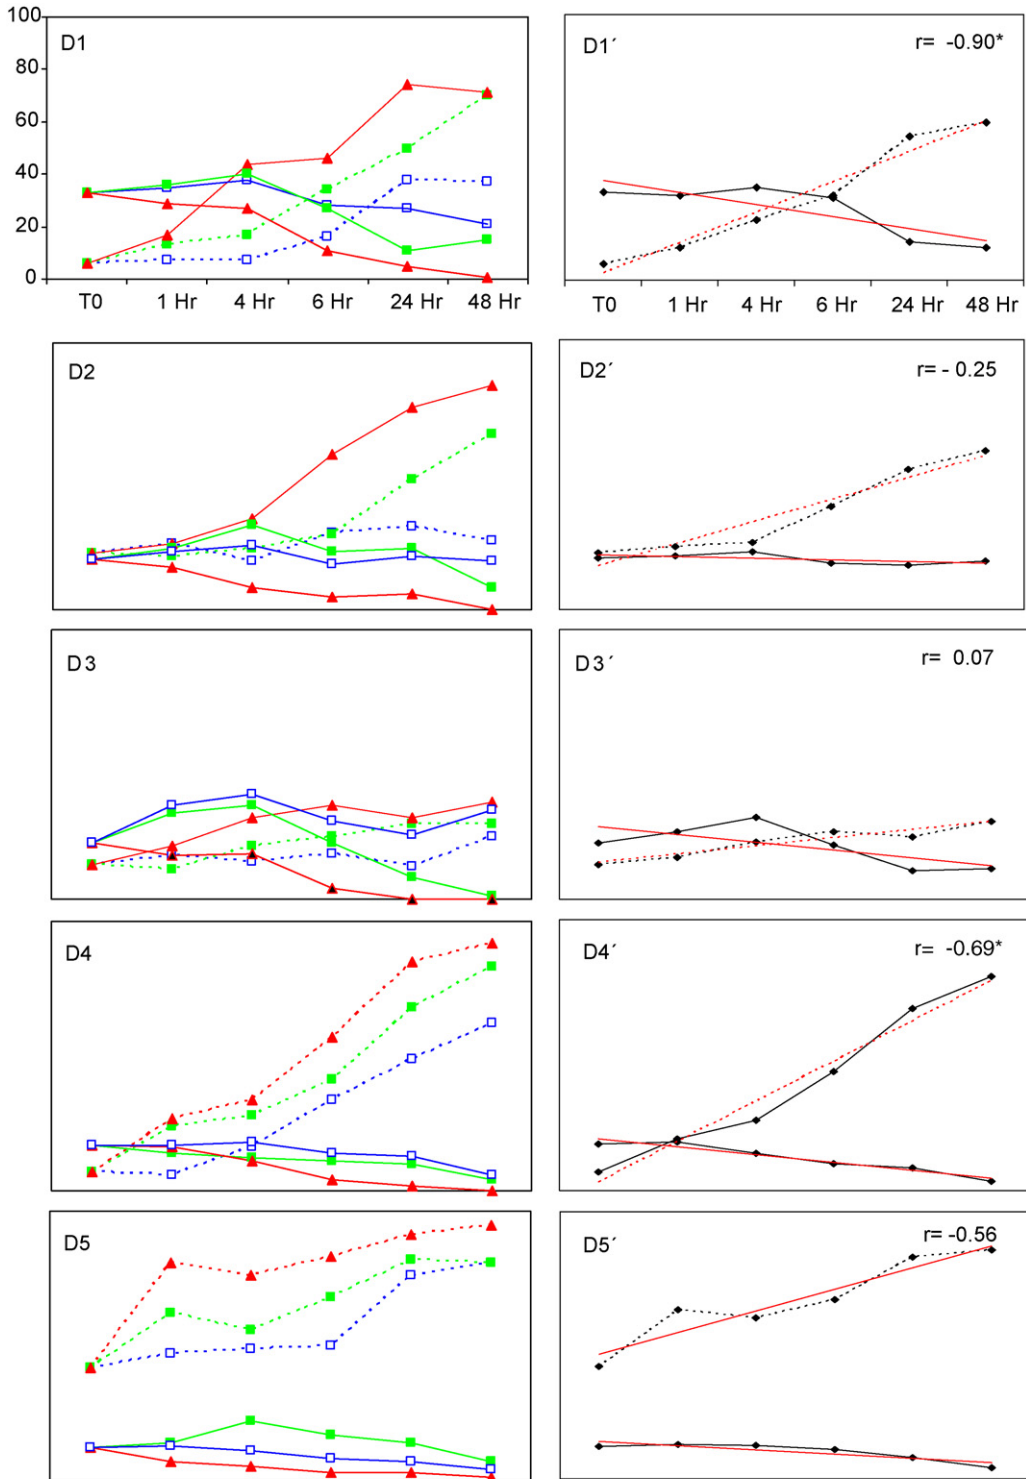 100
80
60
40
20
0
D1
T0 1 Hr 4 Hr 6 Hr 24 Hr 48 Hr
D1´ r= -0.90*
T0 1 Hr 4 Hr 6 Hr 24 Hr 48 Hr
D2
D2´ r= - 0.25
D3
D3´ r= 0.07
D4
D4´ r= -0.69*
D5
D5´ r= -0.56